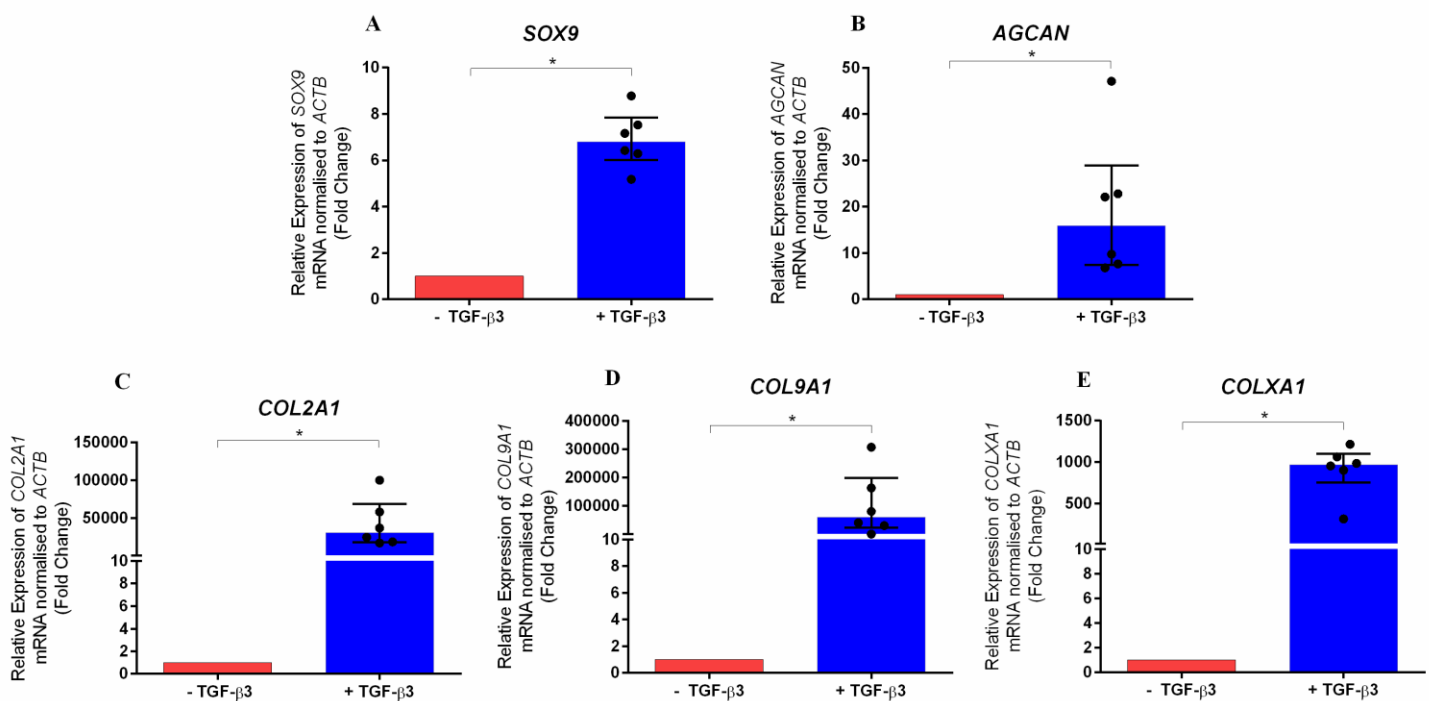 A
SOX9
Relative Expression of SOX9
mRNA normalised to ACTB
(Fold Change)
10
8
6
4
2
0
*
- TGF-β3
+ TGF-β3
B
AGCAN
Relative Expression of AGCAN
mRNA normalised to ACTB
(Fold Change)
50
40
30
20
10
0
*
- TGF-β3
+ TGF-β3
C
COL2A1
Relative Expression of COL2A1
mRNA normalised to ACTB
(Fold Change)
150000
100000
50000
10
8
6
4
2
0
*
- TGF-β3
+ TGF-β3
D
COL9A1
Relative Expression of COL9A1
mRNA normalised to ACTB
(Fold Change)
400000
300000
200000
100000
10
8
6
4
2
0
*
- TGF-β3
+ TGF-β3
E
COLXA1
Relative Expression of COLXA1
mRNA normalised to ACTB
(Fold Change)
1500
1000
500
10
8
6
4
2
0
*
- TGF-β3
+ TGF-β3